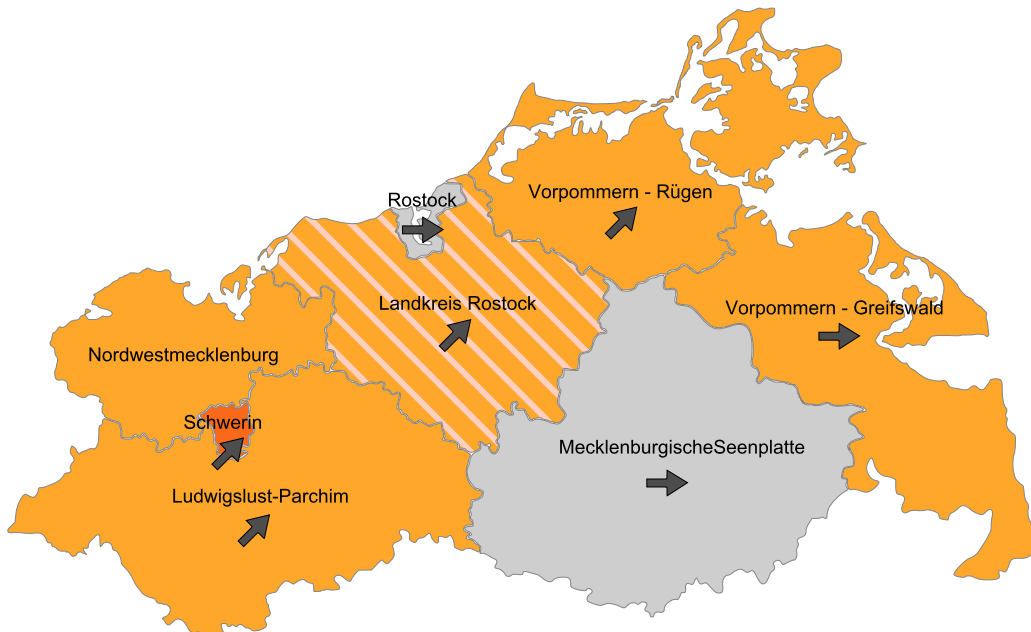 Vorpommern - Rügen
Rostock
Landkreis Rostock
Vorpommern - Greifswald
Nordwestmecklenburg
Schwerin
MecklenburgischeSeenplatte
Ludwigslust-Parchim